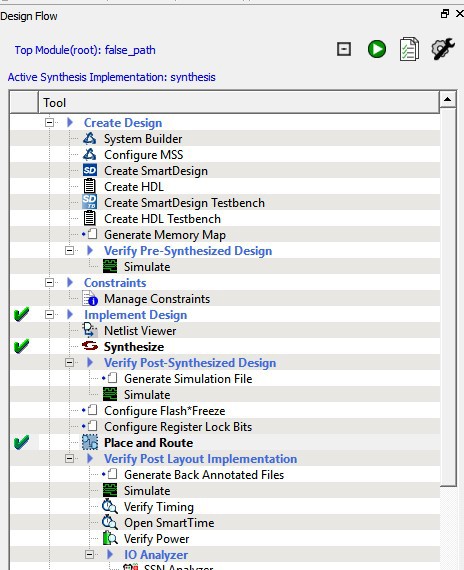 Design Flow
Top Module(root): false_path
Active Synthesis Implementation: synthesis
Tool
Create Design
System Builder
Configure MSS
SD Create SmartDesign
Create HDL
SD Create SmartDesign Testbench
Create HDL Testbench
Generate Memory Map
Verify Pre-Synthesized Design
Simulate
Constraints
Manage Constraints
Implement Design
Netlist Viewer
Synthesize
Verify Post-Synthesized Design
Generate Simulation File
Simulate
Configure Flash*Freeze
Configure Register Lock Bits
Place and Route
Verify Post Layout Implementation
Generate Back Annotated Files
Simulate
Verify Timing
Open SmartTime
Verify Power
IO Analyzer
SSN Analyzer